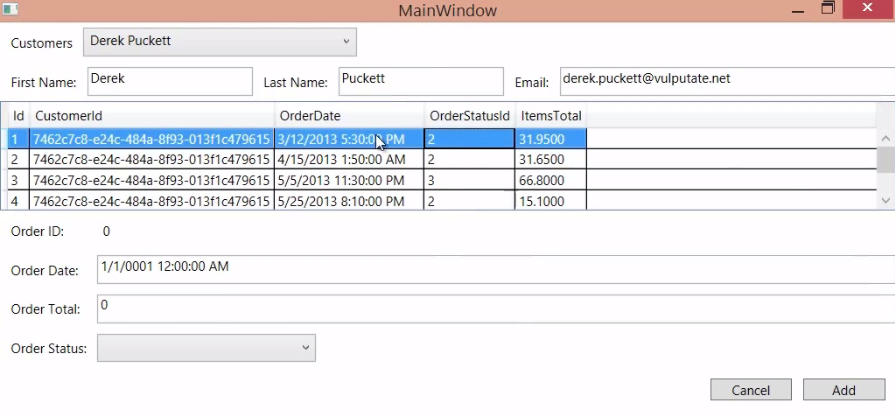 MainWindow
Customers Derek Puckett
First Name: Derek Last Name: Puckett Email: derek.puckett@vulputate.net
Id CustomerId OrderDate OrderStatusId ItemsTotal
1 7462c7c8-e24c-484a-8f93-013f1c479615 3/12/2013 5:30:00 PM 2 31.9500
2 7462c7c8-e24c-484a-8f93-013f1c479615 4/15/2013 1:50:00 AM 2 31.6500
3 7462c7c8-e24c-484a-8f93-013f1c479615 5/5/2013 11:30:00 PM 3 66.8000
4 7462c7c8-e24c-484a-8f93-013f1c479615 5/25/2013 8:10:00 PM 2 15.1000
Order ID: 0
Order Date: 1/1/0001 12:00:00 AM
Order Total: 0
Order Status:
Cancel Add